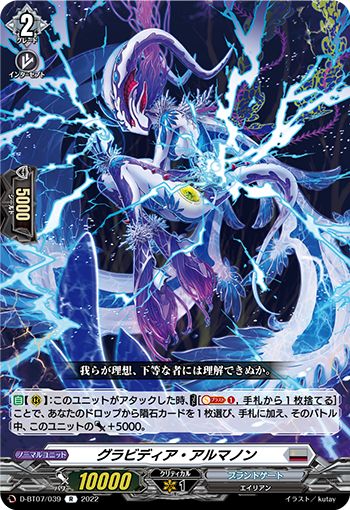 2
グレード
インターセプト
5000
シールド
我らが理想、下等な者には理解できぬか。
自【R】:このユニットがアタックした時、【コスト】[カウンターブラスト1, 手札から1枚捨てる]
ことで、あなたのドロップから隕石カードを1枚選び、手札に加え、そのバトル
中、このユニットのパワー+5000。
ノーマルユニット
グラビディア・アルマノン
パワー
10000
クリティカル
1
ブラントゲート
エイリアン
D-BT07/039 R 2022
イラスト/kutay